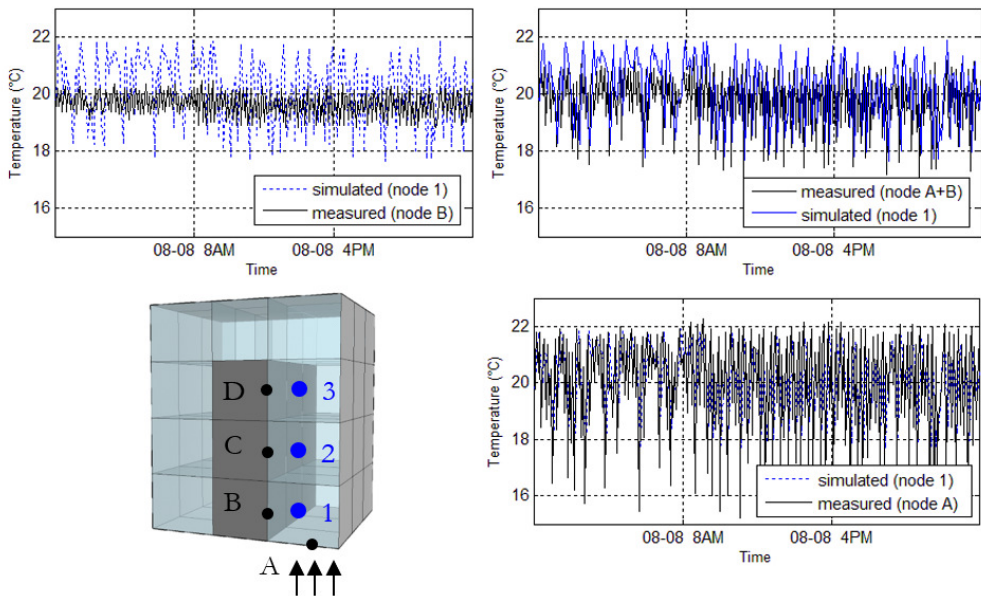 22
20
18
16
Temperature (°C)
simulated (node 1)
measured (node B)
08-08 8AM
08-08 4PM
Time
22
20
18
16
Temperature (°C)
measured (node A+B)
simulated (node 1)
08-08 8AM
08-08 4PM
Time
D
3
C
2
B
1
A
22
20
18
16
Temperature (°C)
simulated (node 1)
measured (node A)
08-08 8AM
08-08 4PM
Time